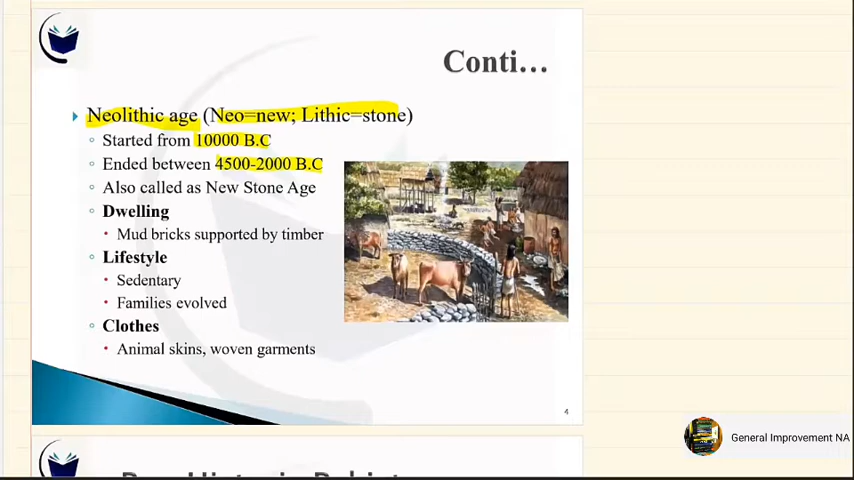 Conti…
Neolithic age (Neo=new; Lithic=stone)
Started from 10000 B.C
Ended between 4500-2000 B.C
Also called as New Stone Age
Dwelling
Mud bricks supported by timber
Lifestyle
Sedentary
Families evolved
Clothes
Animal skins, woven garments
4
General Improvement NA